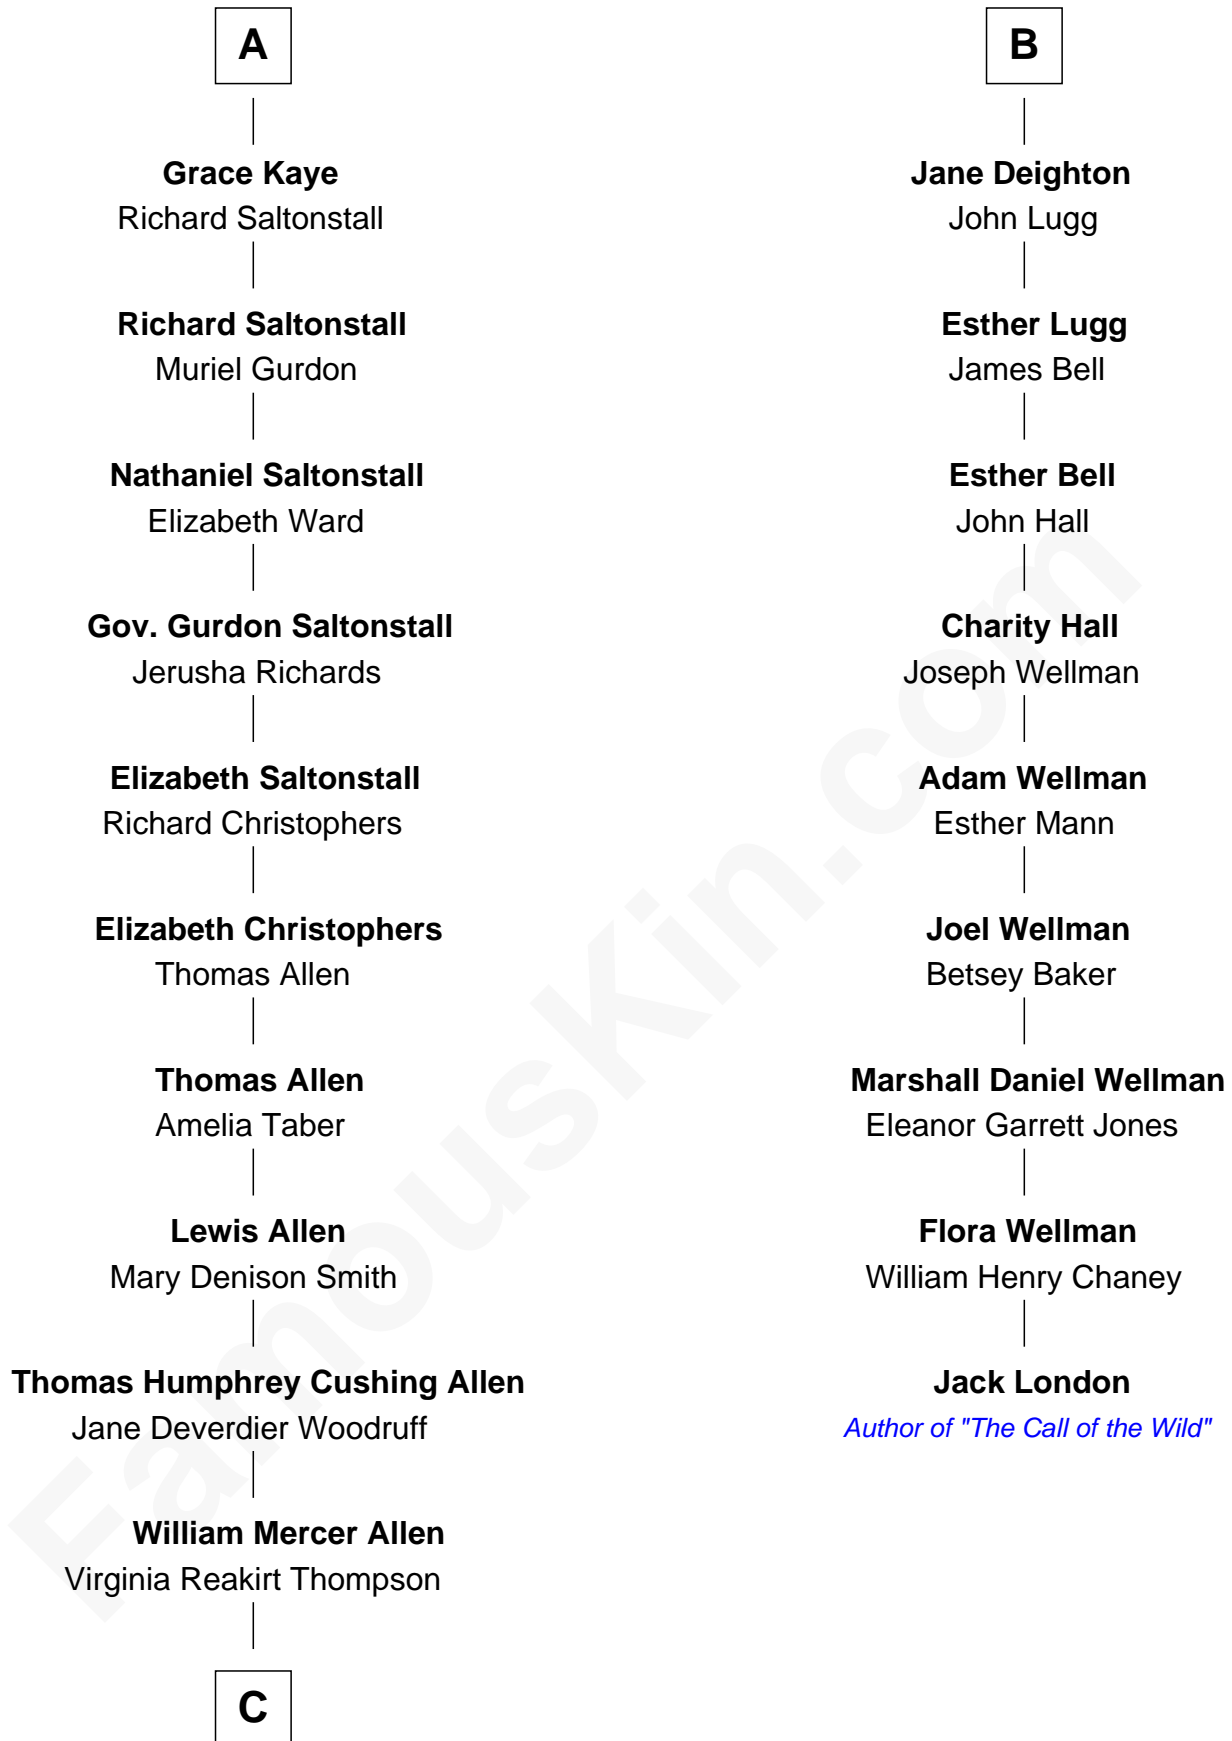 A
Grace Kaye
Richard Saltonstall
Richard Saltonstall
Muriel Gurdon
Nathaniel Saltonstall
Elizabeth Ward
Gov. Gurdon Saltonstall
Jerusha Richards
Elizabeth Saltonstall
Richard Christophers
Elizabeth Christophers
Thomas Allen
Thomas Allen
Amelia Taber
Lewis Allen
Mary Denison Smith
Thomas Humphrey Cushing Allen
Jane Deverdier Woodruff
William Mercer Allen
Virginia Reakirt Thompson
C
B
Jane Deighton
John Lugg
Esther Lugg
James Bell
Esther Bell
John Hall
Charity Hall
Joseph Wellman
Adam Wellman
Esther Mann
Joel Wellman
Betsey Baker
Marshall Daniel Wellman
Eleanor Garrett Jones
Flora Wellman
William Henry Chaney
Jack London
Author of "The Call of the Wild"
FamousKin.com